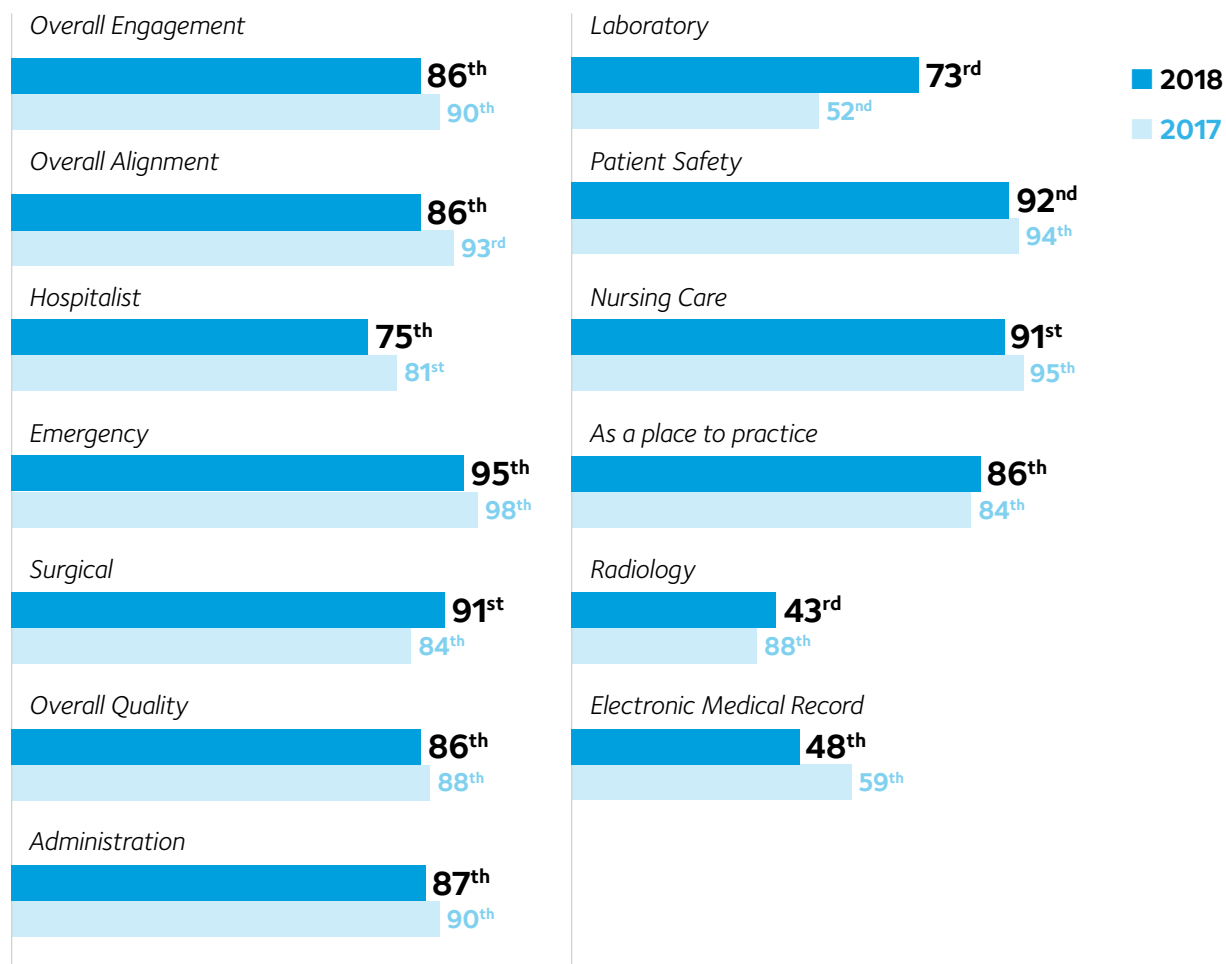 Overall Engagement
86th
90th
Overall Alignment
86th
93rd
Hospitalist
75th
81st
Emergency
95th
98th
Surgical
91st
84th
Overall Quality
86th
88th
Administration
87th
90th
Laboratory
73rd
52nd
Patient Safety
92nd
94th
Nursing Care
91st
95th
As a place to practice
86th
84th
Radiology
43rd
88th
Electronic Medical Record
48th
59th
2018
2017